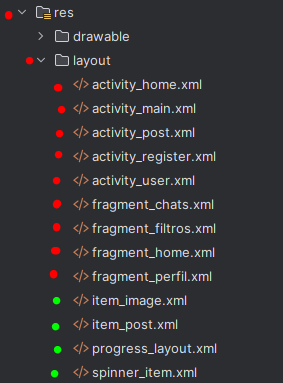 res
drawable
layout
</> activity_home.xml
</> activity_main.xml
</> activity_post.xml
</> activity_register.xml
</> activity_user.xml
</> fragment_chats.xml
</> fragment_filtros.xml
</> fragment_home.xml
</> fragment_perfil.xml
</> item_image.xml
</> item_post.xml
</> progress_layout.xml
</> spinner_item.xml